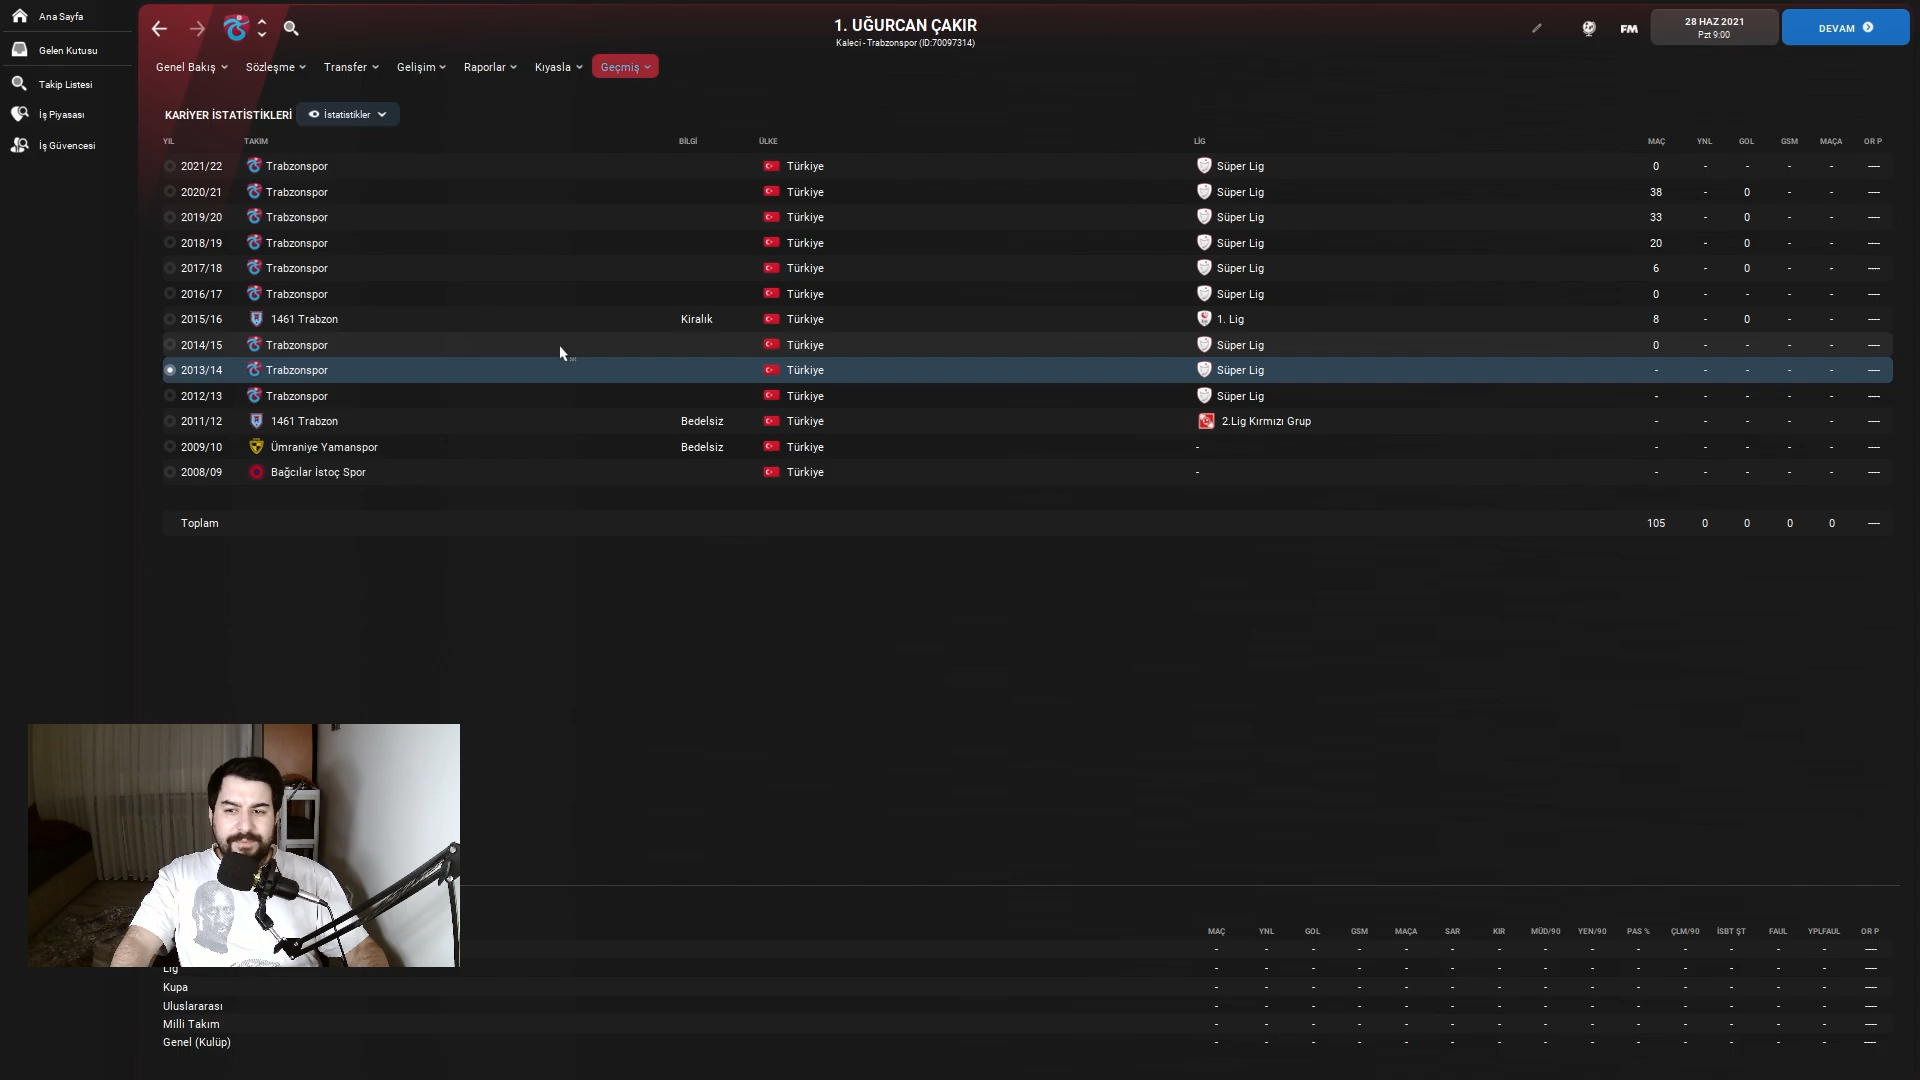 Ana Sayfa
Gelen Kutusu
Takip Listesi
İş Piyasası
İş Güvencesi
1. UĞURCAN ÇAKIR
Kaleci - Trabzonspor (ID:70097314)
FM
28 HAZ 2021
Pzt 9:00
DEVAM
Genel Bakış Sözleşme Transfer Gelişim Raporlar Kıyasla Geçmiş
KARİYER İSTATİSTİKLERİ İstatistikler
YIL TAKIM BİLGİ ÜLKE LİG MAÇ YNL GOL GSM MAÇA OR P
2021/22 Trabzonspor Türkiye Süper Lig 0 - - - - ---
2020/21 Trabzonspor Türkiye Süper Lig 38 - 0 - - ---
2019/20 Trabzonspor Türkiye Süper Lig 33 - 0 - - ---
2018/19 Trabzonspor Türkiye Süper Lig 20 - 0 - - ---
2017/18 Trabzonspor Türkiye Süper Lig 6 - 0 - - ---
2016/17 Trabzonspor Türkiye Süper Lig 0 - - - - ---
2015/16 1461 Trabzon Kiralık Türkiye 1. Lig 8 - 0 - - ---
2014/15 Trabzonspor Türkiye Süper Lig 0 - - - - ---
2013/14 Trabzonspor Türkiye Süper Lig - - - - - ---
2012/13 Trabzonspor Türkiye Süper Lig - - - - - ---
2011/12 1461 Trabzon Bedelsiz Türkiye 2.Lig Kırmızı Grup - - - - - ---
2009/10 Ümraniye Yamanspor Bedelsiz Türkiye - - - - - - ---
2008/09 Bağcılar İstoç Spor Türkiye - - - - - - ---
Toplam 105 0 0 0 0 ---
MAÇ YNL GOL GSM MAÇA SAR KIR MÜD/90 YEN/90 PAS % ÇLM/90 İSBT ŞT FAUL YPLFAUL OR P
- - - - - - - - - - - - - - ---
Lig - - - - - - - - - - - - - - ---
Kupa - - - - - - - - - - - - - - ---
Uluslararası - - - - - - - - - - - - - - ---
Milli Takım - - - - - - - - - - - - - - ---
Genel (Kulüp) - - - - - - - - - - - - - - ---